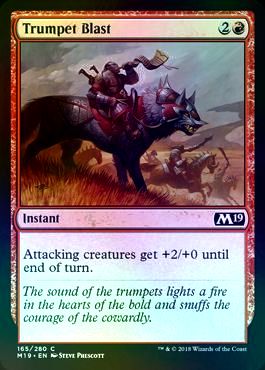 Trumpet Blast 2
Instant M19
Attacking creatures get +2/+0 until
end of turn.
The sound of the trumpets lights a fire
in the hearts of the bold and snuffs the
courage of the cowardly.
165/280 C
M19 • EN STEVE PRESCOTT
™ & © 2018 Wizards of the Coast